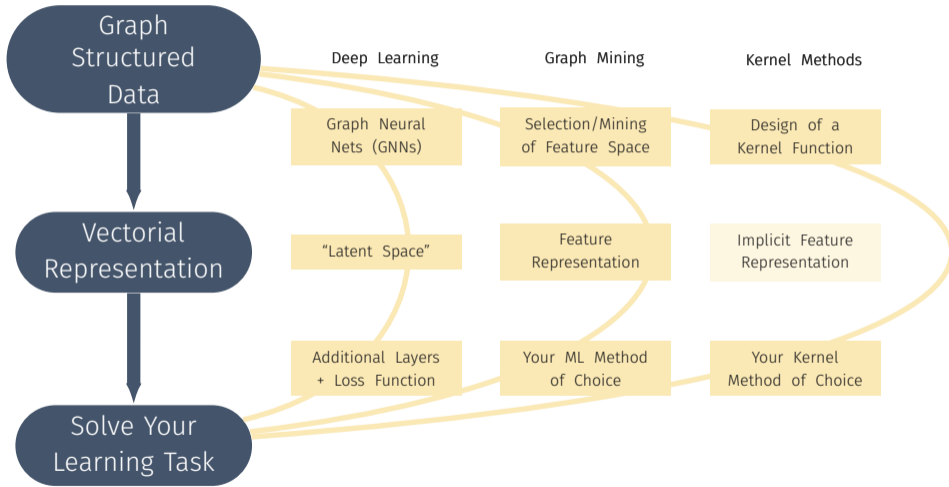 Graph
Structured
Data
Vectorial
Representation
Solve Your
Learning Task
Deep Learning
Graph Neural
Nets (GNNs)
“Latent Space”
Additional Layers
+ Loss Function
Graph Mining
Selection/Mining
of Feature Space
Feature
Representation
Your ML Method
of Choice
Kernel Methods
Design of a
Kernel Function
Implicit Feature
Representation
Your Kernel
Method of Choice